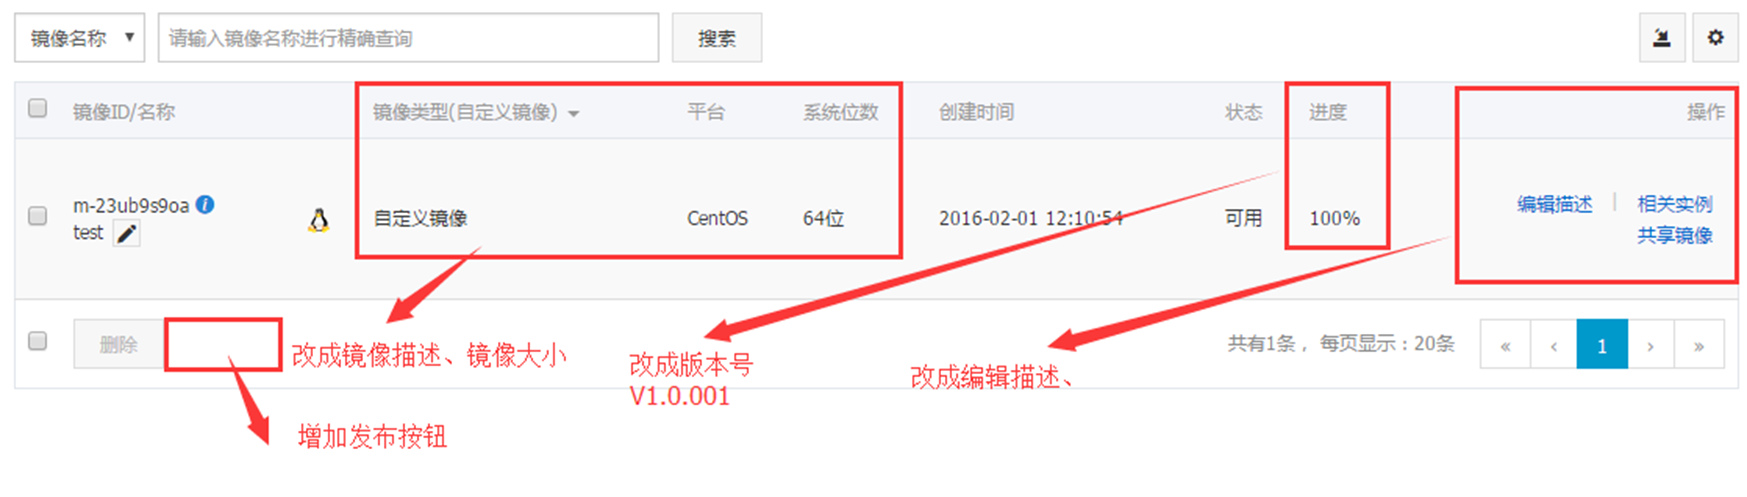 镜像名称 请输入镜像名称进行精确查询 搜索
镜像ID/名称 镜像类型(自定义镜像) 平台 系统位数 创建时间 状态 进度 操作
m-23ub9s9oa
test
自定义镜像 CentOS 64位 2016-02-01 12:10:54 可用 100%
编辑描述 | 相关实例
共享镜像
删除
共有1条， 每页显示：20条 « ‹ 1 › »
改成镜像描述、镜像大小
改成版本号
V1.0.001
改成编辑描述、
增加发布按钮